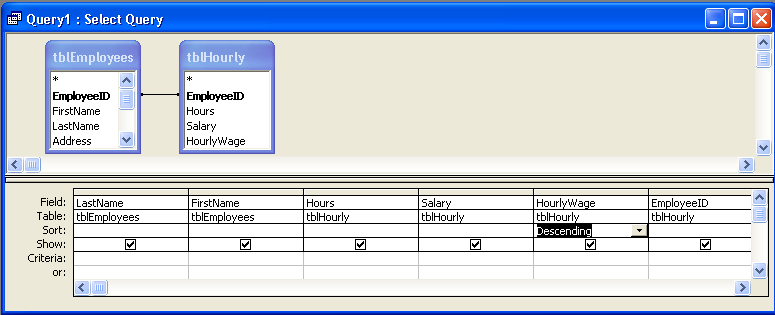 Query1 : Select Query
tblEmployees tblHourly
* *
EmployeeID EmployeeID
FirstName Hours
LastName Salary
Address HourlyWage
Field: LastName FirstName Hours Salary HourlyWage EmployeeID
Table: tblEmployees tblEmployees tblHourly tblHourly tblHourly tblHourly
Sort: Descending
Show:
Criteria:
or: